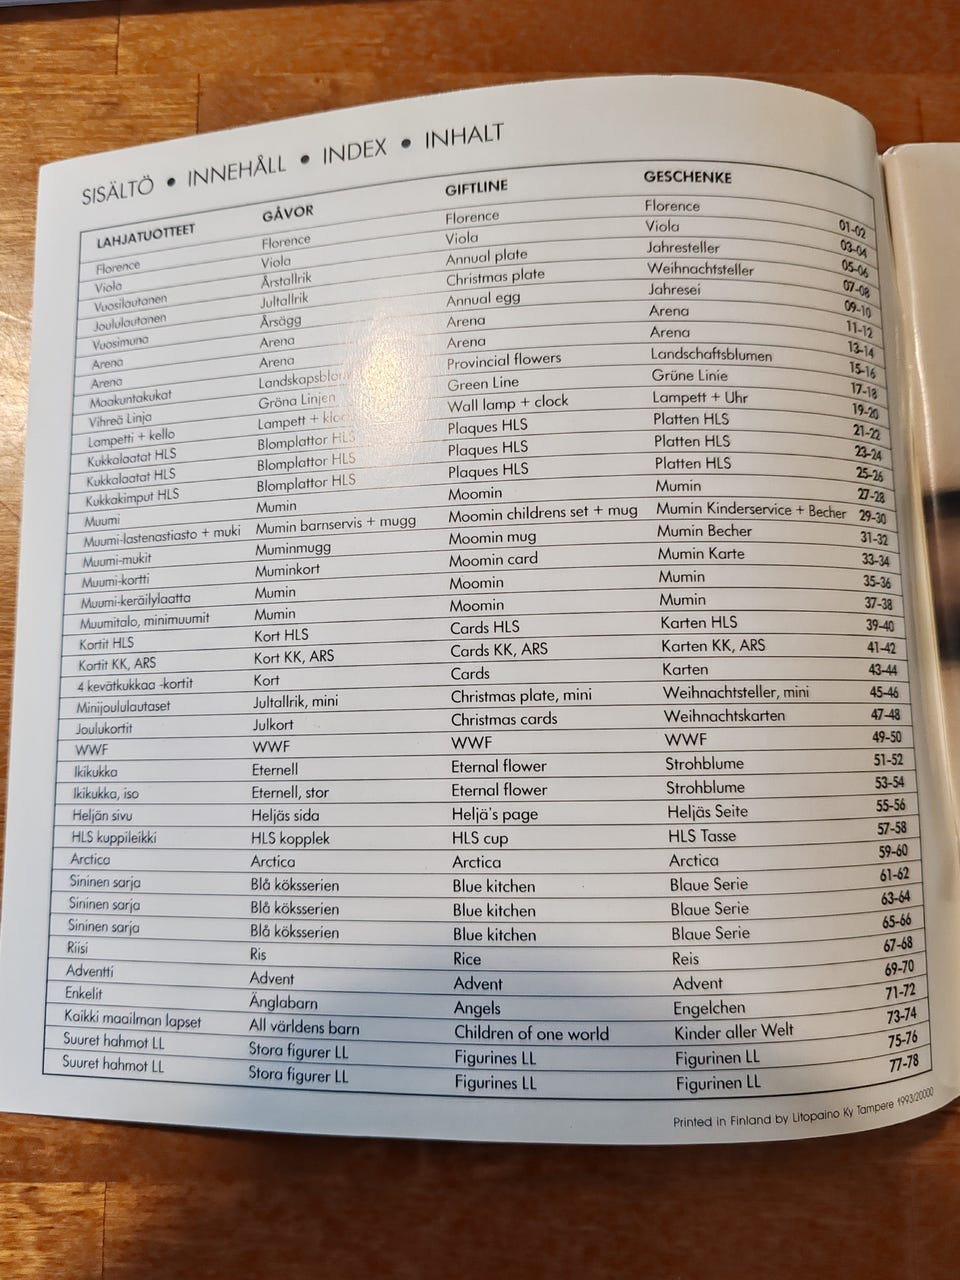 SISÄLTÖ • INNEHÅLL • INDEX • INHALT
LAHJATUOTTEET GÅVOR GIFTLINE GESCHENKE
Florence Florence Florence Florence 01-02
Viola Viola Viola Viola 03-04
Vuosilautanen Årstallrik Annual plate Jahresteller 05-06
Joululautanen Jultallrik Christmas plate Weihnachtsteller 07-08
Vuosimuna Årsägg Annual egg Jahresei 09-10
Arena Arena Arena Arena 11-12
Arena Arena Arena Arena 13-14
Maakuntakukat Provincial flowers Landschaftsblumen 15-16
Vihreä Linja Gröna Linjen Green Line Grüne Linie 17-18
Lampetti + kello Lampett + Wall lamp + clock Lampett + Uhr 19-20
Kukkalaatat HLS Blomplattor HLS Plaques HLS Platten HLS 21-22
Kukkalaatat HLS Blomplattor HLS Plaques HLS Platten HLS 23-24
Kukkakimput HLS Blomplattor HLS Plaques HLS Platten HLS 25-26
Muumi Mumin Moomin Mumin 27-28
Muumi-lastenastiasto + muki Mumin barnservis + mugg Moomin childrens set + mug Mumin Kinderservice + Becher 29-30
Muumi-mukit Muminmugg Moomin mug Mumin Becher 31-32
Muumi-kortti Muminkort Moomin card Mumin Karte 33-34
Muumi-keräilylaatta Mumin Moomin Mumin 35-36
Muumitalo, minimuumit Mumin Moomin Mumin 37-38
Kortit HLS Kort HLS Cards HLS Karten HLS 39-40
Kortit KK, ARS Kort KK, ARS Cards KK, ARS Karten KK, ARS 41-42
4 kevätkukkaa -kortit Kort Cards Karten 43-44
Minijoululautaset Jultallrik, mini Christmas plate, mini Weihnachtsteller, mini 45-46
Joulukortit Julkort Christmas cards Weihnachtskarten 47-48
WWF WWF WWF WWF 49-50
Ikikukka Eternell Eternal flower Strohblume 51-52
Ikikukka, iso Eternell, stor Eternal flower Strohblume 53-54
Heljän sivu Heljäs sida Heljä's page Heljäs Seite 55-56
HLS kuppileikki HLS kopplek HLS cup HLS Tasse 57-58
Arctica Arctica Arctica Arctica 59-60
Sininen sarja Blå köksserien Blue kitchen Blaue Serie 61-62
Sininen sarja Blå köksserien Blue kitchen Blaue Serie 63-64
Sininen sarja Blå köksserien Blue kitchen Blaue Serie 65-66
Riisi Ris Rice Reis 67-68
Adventti Advent Advent Advent 69-70
Enkelit Änglabarn Angels Engelchen 71-72
Kaikki maailman lapset All världens barn Children of one world Kinder aller Welt 73-74
Suuret hahmot LL Stora figurer LL Figurines LL Figurinen LL 75-76
Suuret hahmot LL Stora figurer LL Figurines LL Figurinen LL 77-78
Printed in Finland by Litopaino Ky Tampere 1993/20000